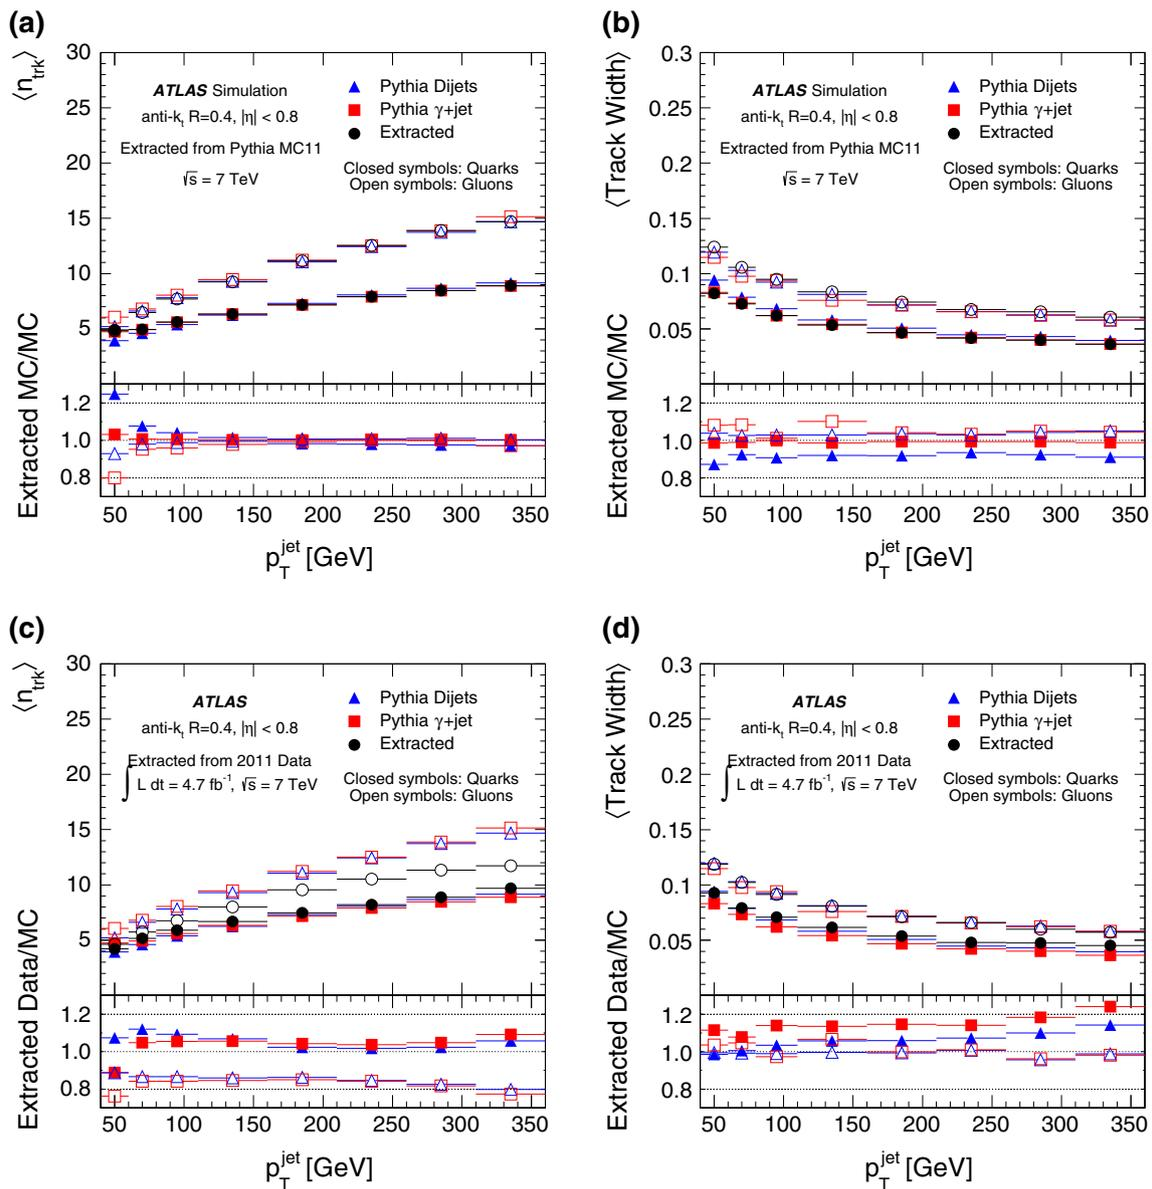 (a)
⟨n_trk⟩
30
25
20
15
10
5
ATLAS Simulation
anti-k_t R=0.4, |η| < 0.8
Extracted from Pythia MC11
√s = 7 TeV
Pythia Dijets
Pythia γ+jet
Extracted
Closed symbols: Quarks
Open symbols: Gluons
Extracted MC/MC
1.2
1.0
0.8
50 100 150 200 250 300 350
p_T^jet [GeV]
(b)
⟨Track Width⟩
0.3
0.25
0.2
0.15
0.1
0.05
ATLAS Simulation
anti-k_t R=0.4, |η| < 0.8
Extracted from Pythia MC11
√s = 7 TeV
Pythia Dijets
Pythia γ+jet
Extracted
Closed symbols: Quarks
Open symbols: Gluons
Extracted MC/MC
1.2
1.0
0.8
50 100 150 200 250 300 350
p_T^jet [GeV]
(c)
⟨n_trk⟩
30
25
20
15
10
5
ATLAS
anti-k_t R=0.4, |η| < 0.8
Extracted from 2011 Data
∫ L dt = 4.7 fb⁻¹, √s = 7 TeV
Pythia Dijets
Pythia γ+jet
Extracted
Closed symbols: Quarks
Open symbols: Gluons
Extracted Data/MC
1.2
1.0
0.8
50 100 150 200 250 300 350
p_T^jet [GeV]
(d)
⟨Track Width⟩
0.3
0.25
0.2
0.15
0.1
0.05
ATLAS
anti-k_t R=0.4, |η| < 0.8
Extracted from 2011 Data
∫ L dt = 4.7 fb⁻¹, √s = 7 TeV
Pythia Dijets
Pythia γ+jet
Extracted
Closed symbols: Quarks
Open symbols: Gluons
Extracted Data/MC
1.2
1.0
0.8
50 100 150 200 250 300 350
p_T^jet [GeV]